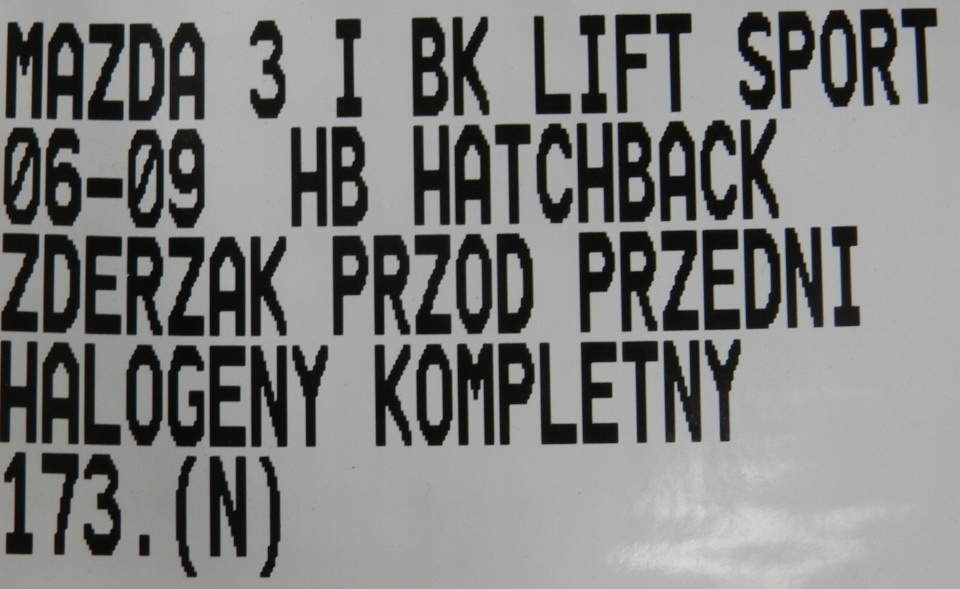 MAZDA 3 I BK LIFT SPORT
06-09 HB HATCHBACK
ZDERZAK PRZOD PRZEDNI
HALOGENY KOMPLETNY
173.(N)